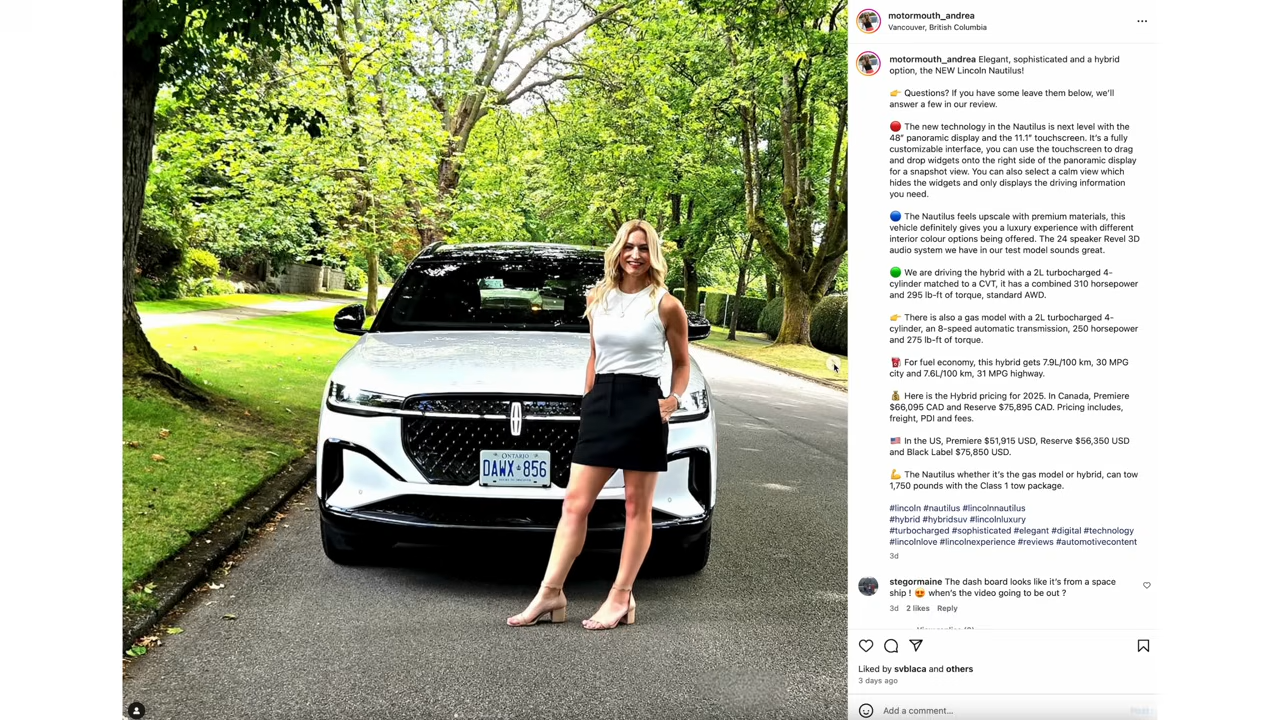 motormouth_andrea
Vancouver, British Columbia
motormouth_andrea Elegant, sophisticated and a hybrid
option, the NEW Lincoln Nautilus!
👉 Questions? If you have some leave them below, we'll
answer a few in our review.
🔴 The new technology in the Nautilus is next level with the
48" panoramic display and the 11.1" touchscreen. It's a fully
customizable interface, you can use the touchscreen to drag
and drop widgets onto the right side of the panoramic display
for a snapshot view. You can also select a calm view which
hides the widgets and only displays the driving information
you need.
🔵 The Nautilus feels upscale with premium materials, this
vehicle definitely gives you a luxury experience with different
interior colour options being offered. The 24 speaker Revel 3D
audio system we have in our test model sounds great.
🟢 We are driving the hybrid with a 2L turbocharged 4-
cylinder matched to a CVT, it has a combined 310 horsepower
and 295 lb-ft of torque, standard AWD.
👉 There is also a gas model with a 2L turbocharged 4-
cylinder, an 8-speed automatic transmission, 250 horsepower
and 275 lb-ft of torque.
⛽ For fuel economy, this hybrid gets 7.9L/100 km, 30 MPG
city and 7.6L/100 km, 31 MPG highway.
💰 Here is the Hybrid pricing for 2025. In Canada, Premiere
$66,095 CAD and Reserve $75,895 CAD. Pricing includes,
freight, PDI and fees.
🇺🇸 In the US, Premiere $51,915 USD, Reserve $56,350 USD
and Black Label $75,850 USD.
💪 The Nautilus whether it's the gas model or hybrid, can tow
1,750 pounds with the Class 1 tow package.
#lincoln #nautilus #lincolnnautilus
#hybrid #hybridsuv #lincolnluxury
#turbocharged #sophisticated #elegant #digital #technology
#lincolnlove #lincolnexperience #reviews #automotivecontent
3d
stegormaine The dash board looks like it's from a space
ship ! 😍 when's the video going to be out ?
3d 2 likes Reply
Liked by svblaca and others
3 days ago
Add a comment...
ONTARIO
DAWX 856